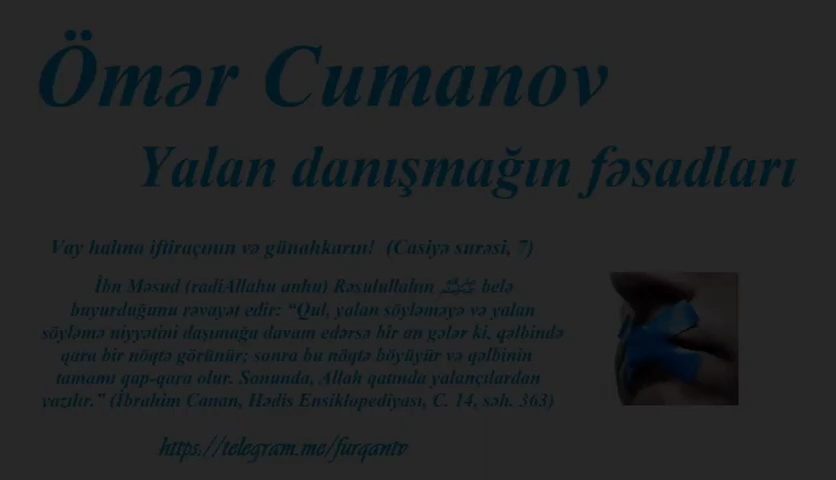 Ömər Cumanov
Yalan danışmağın fəsadları
Vay halına iftiraçının və günahkarın! (Casiyə surəsi, 7)
İbn Məsud (radiAllahu anhu) Rəsulullahın ﷺ belə
buyurduğunu rəvayət edir: “Qul, yalan söyləməyə və yalan
söyləmə niyyətini daşımağa davam edərsə bir an gələr ki, qəlbində
qara bir nöqtə görünür; sonra bu nöqtə böyüyür və qəlbinin
tamamı qap-qara olur. Sonunda, Allah qatında yalançılardan
yazılır.” (İbrahim Canan, Hədis Ensiklopediyası, C. 14, səh. 363)
https://telegram.me/furqantv